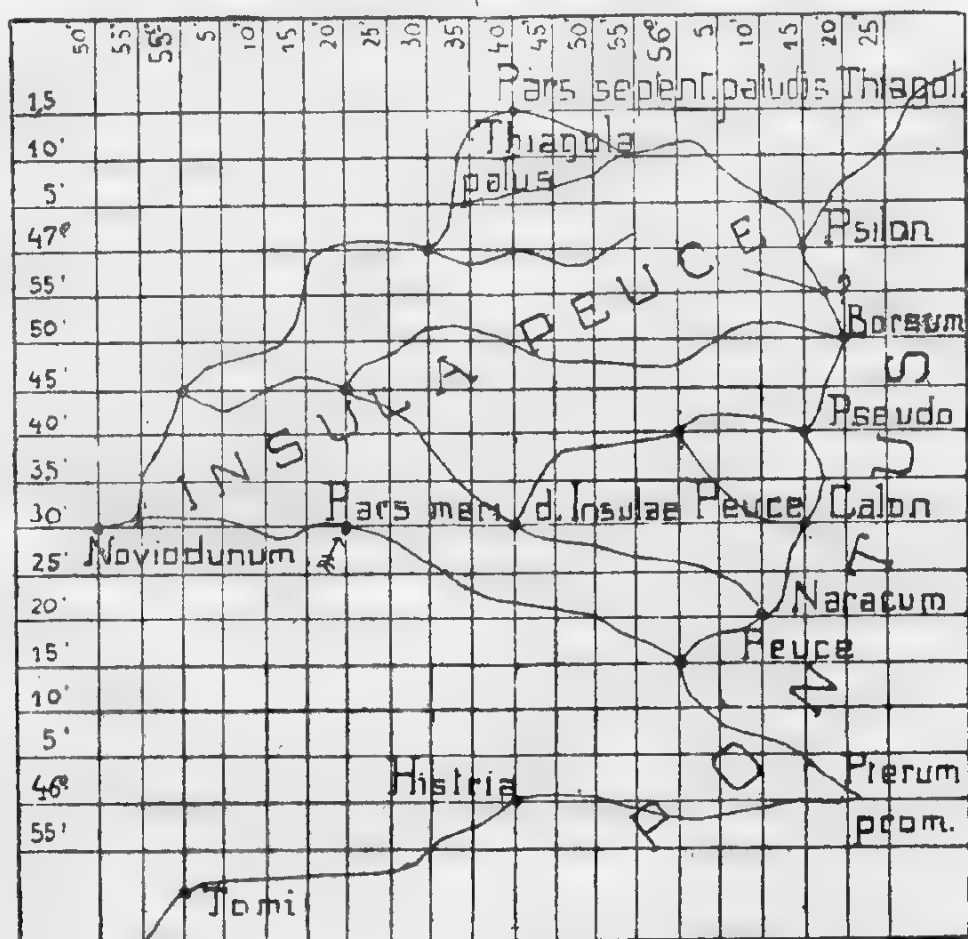 50' 55' 55° 5' 10' 15 20' 25' 30' 35' 40' 45' 50' 55' 56° 5' 10' 15' 20' 25'
Pars septent. paludis Thiagol.
15
10'
5'
47°
55'
50'
45'
40'
35'
30'
25'
20'
15'
10'
5'
46°
55'
Thiagola
palus
Psilon
?
Borsum
INSULA PEUCE
Pseudo
Pars meri d. Insulae Peuce
Calon
Noviodunum
Naracum
Peuce
PONTUS
Histria
Pterum
prom.
Tomi